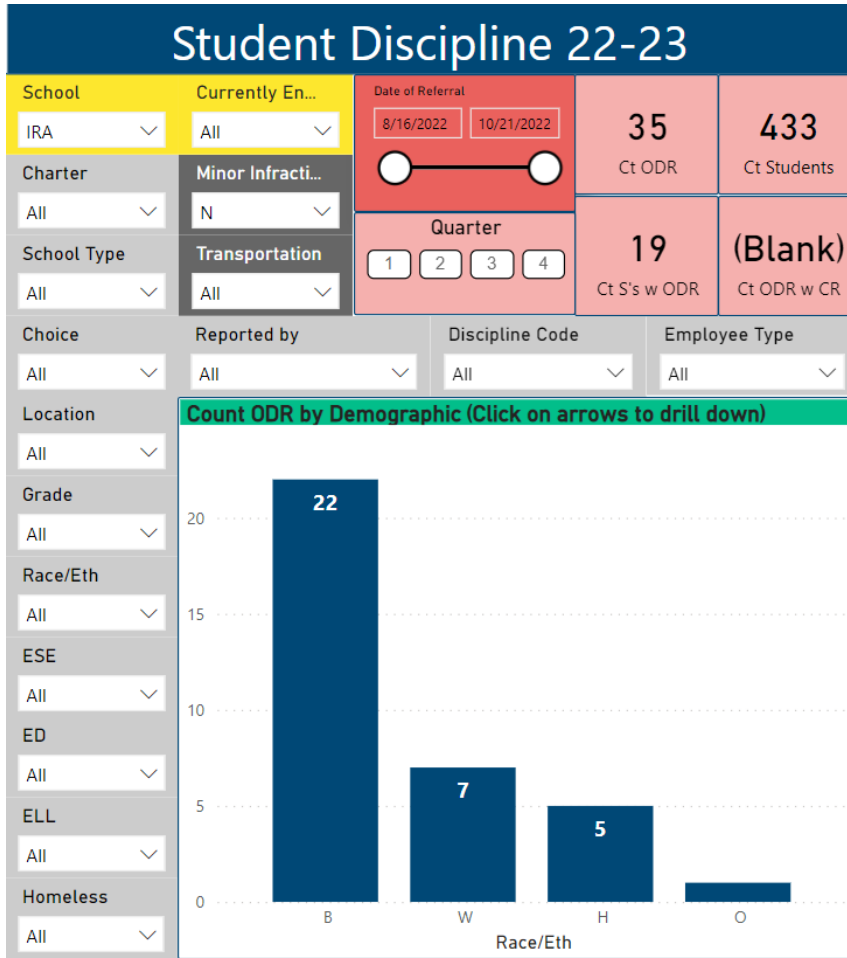 Student Discipline 22-23
School
IRA
Currently En...
All
Date of Referral
8/16/2022
10/21/2022
35
Ct ODR
433
Ct Students
Charter
All
Minor Infracti...
N
School Type
All
Transportation
All
Quarter
1 2 3 4
19
Ct S's w ODR
(Blank)
Ct ODR w CR
Choice
All
Reported by
All
Discipline Code
All
Employee Type
All
Location
All
Grade
All
Race/Eth
All
ESE
All
ED
All
ELL
All
Homeless
All
Count ODR by Demographic (Click on arrows to drill down)
20
15
10
5
0
22
7
5
B W H O
Race/Eth